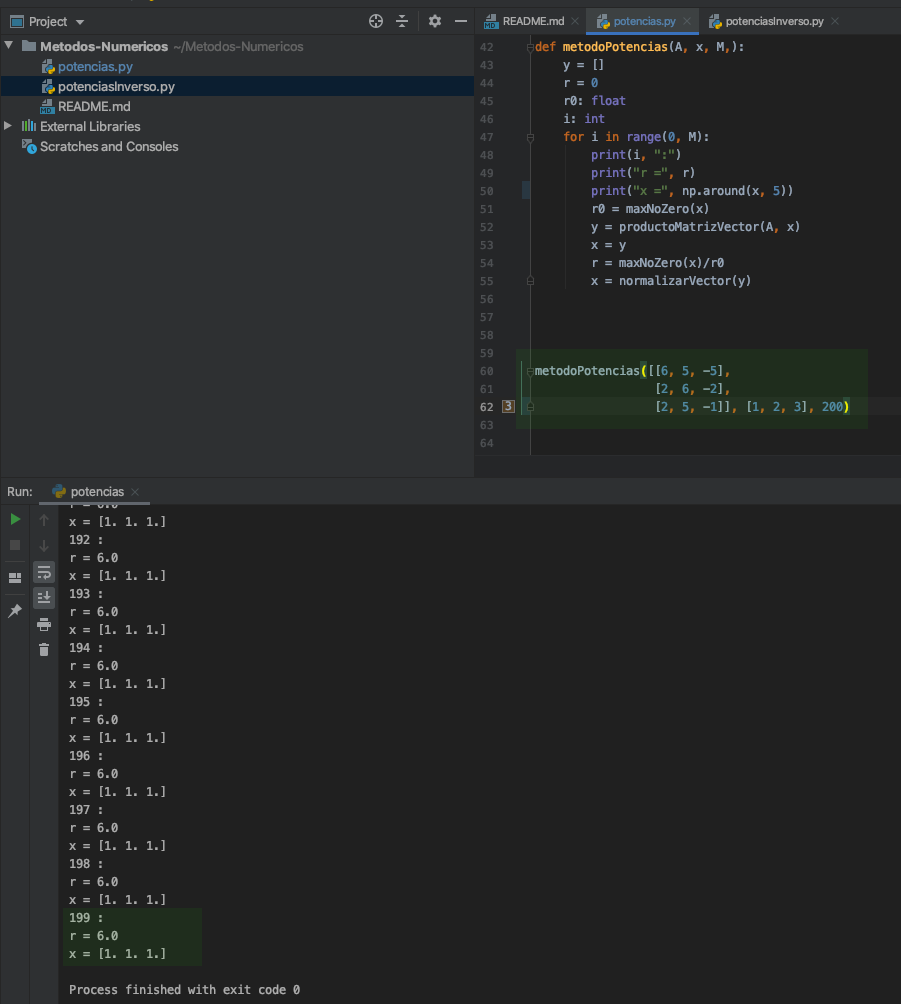 Project
README.md
potencias.py
potenciasInverso.py
Metodos-Numericos ~/Metodos-Numericos
potencias.py
potenciasInverso.py
README.md
External Libraries
Scratches and Consoles
42 def metodoPotencias(A, x, M,):
43 y = []
44 r = 0
45 r0: float
46 i: int
47 for i in range(0, M):
48 print(i, ":")
49 print("r =", r)
50 print("x =", np.around(x, 5))
51 r0 = maxNoZero(x)
52 y = productoMatrizVector(A, x)
53 x = y
54 r = maxNoZero(x)/r0
55 x = normalizarVector(y)
56
57
58
59
60 metodoPotencias([[6, 5, -5],
61 [2, 6, -2],
62 3 [2, 5, -1]], [1, 2, 3], 200)
63
64
Run: potencias
r = 6.0
x = [1. 1. 1.]
192 :
r = 6.0
x = [1. 1. 1.]
193 :
r = 6.0
x = [1. 1. 1.]
194 :
r = 6.0
x = [1. 1. 1.]
195 :
r = 6.0
x = [1. 1. 1.]
196 :
r = 6.0
x = [1. 1. 1.]
197 :
r = 6.0
x = [1. 1. 1.]
198 :
r = 6.0
x = [1. 1. 1.]
199 :
r = 6.0
x = [1. 1. 1.]
Process finished with exit code 0